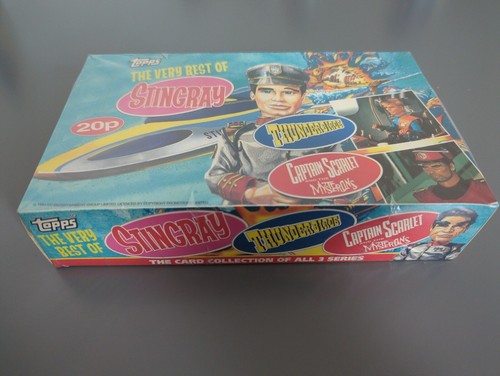 Topps
THE VERY BEST OF
STINGRAY
20p
THUNDERBIRDS
CAPTAIN SCARLET
AND THE
MYSTERONS
Topps
THE VERY BEST OF
STINGRAY
THUNDERBIRDS
CAPTAIN SCARLET
AND THE
MYSTERONS
THE CARD COLLECTION OF ALL 3 SERIES